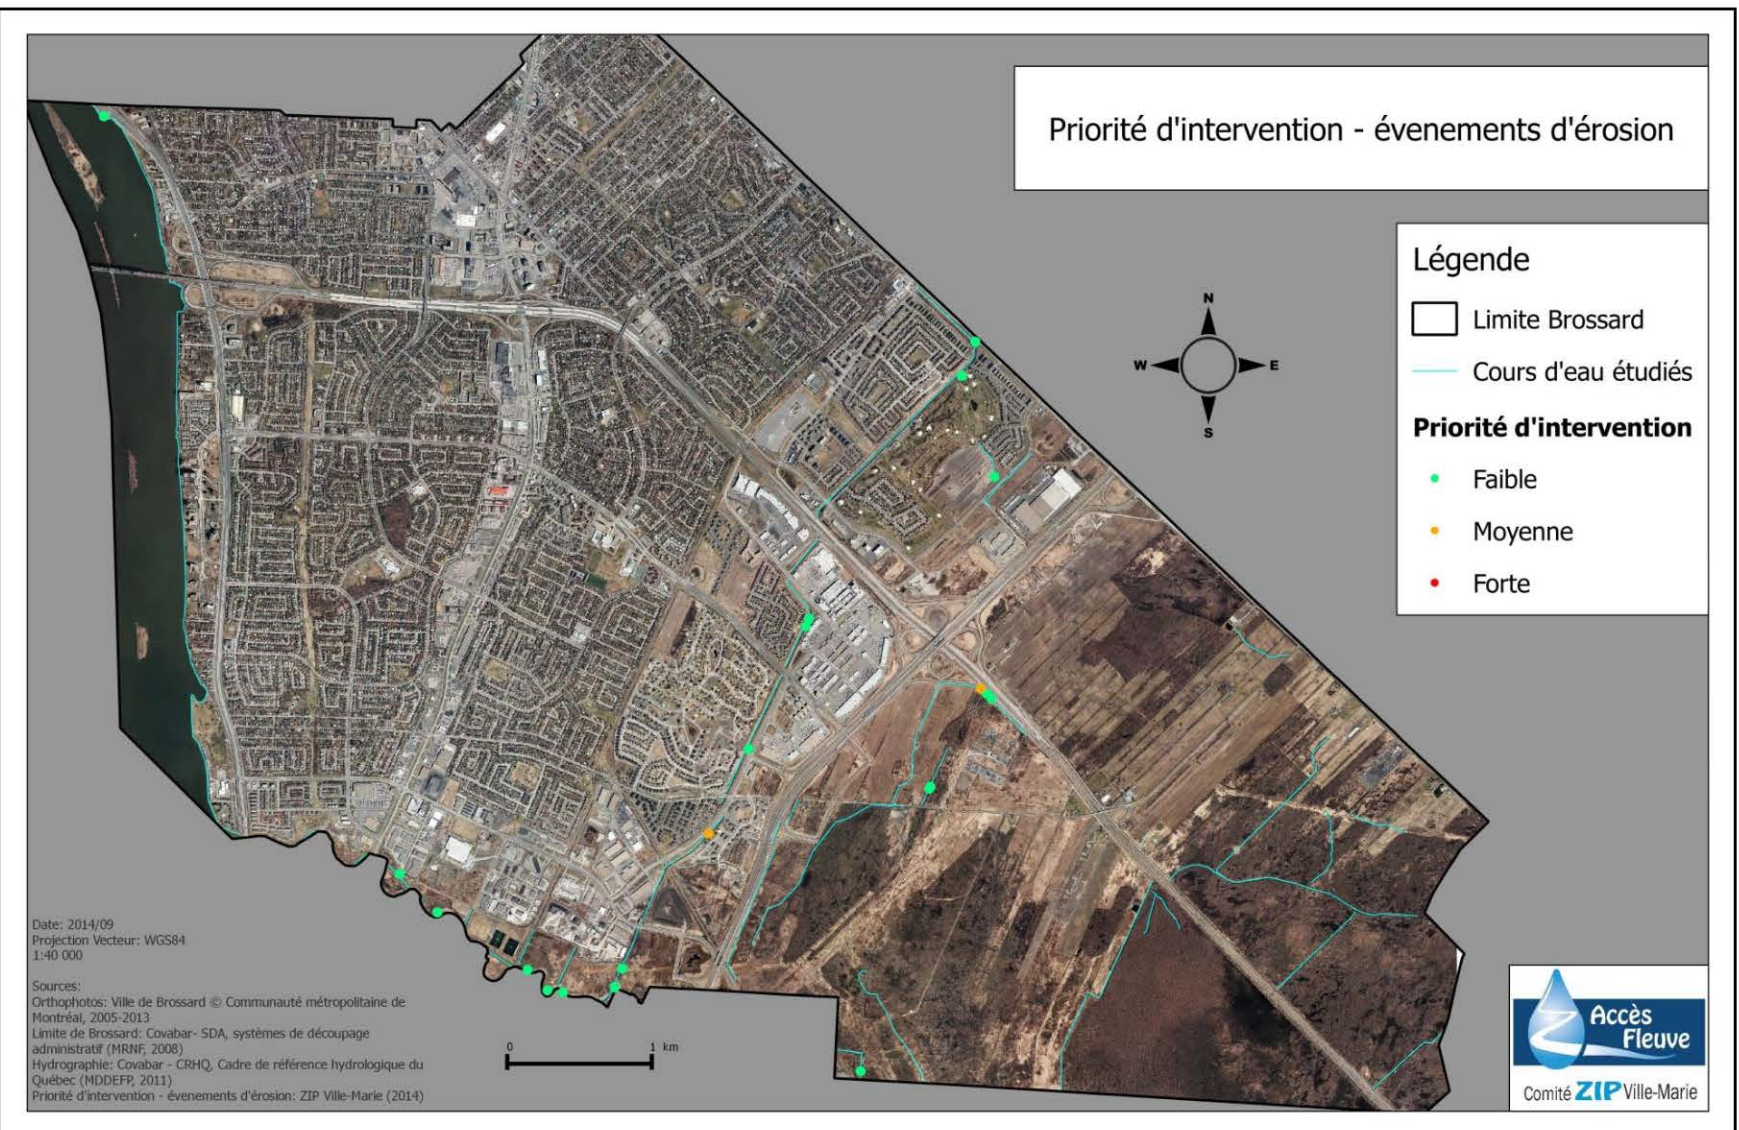 Priorité d'intervention - évenements d'érosion
Légende
Limite Brossard
Cours d'eau étudiés
Priorité d'intervention
Faible
Moyenne
Forte
N
W
E
S
Date: 2014/09
Projection Vecteur: WGS84
1:40 000
Sources:
Orthophotos: Ville de Brossard © Communauté métropolitaine de
Montréal, 2005-2013
Limite de Brossard: Covabar- SDA, systèmes de découpage
administratif (MRNF, 2008)
Hydrographie: Covabar - CRHQ, Cadre de référence hydrologique du
Québec (MDDEFP, 2011)
Priorité d'intervention - évenements d'érosion: ZIP Ville-Marie (2014)
0 1 km
Accès
Fleuve
Comité ZIP Ville-Marie